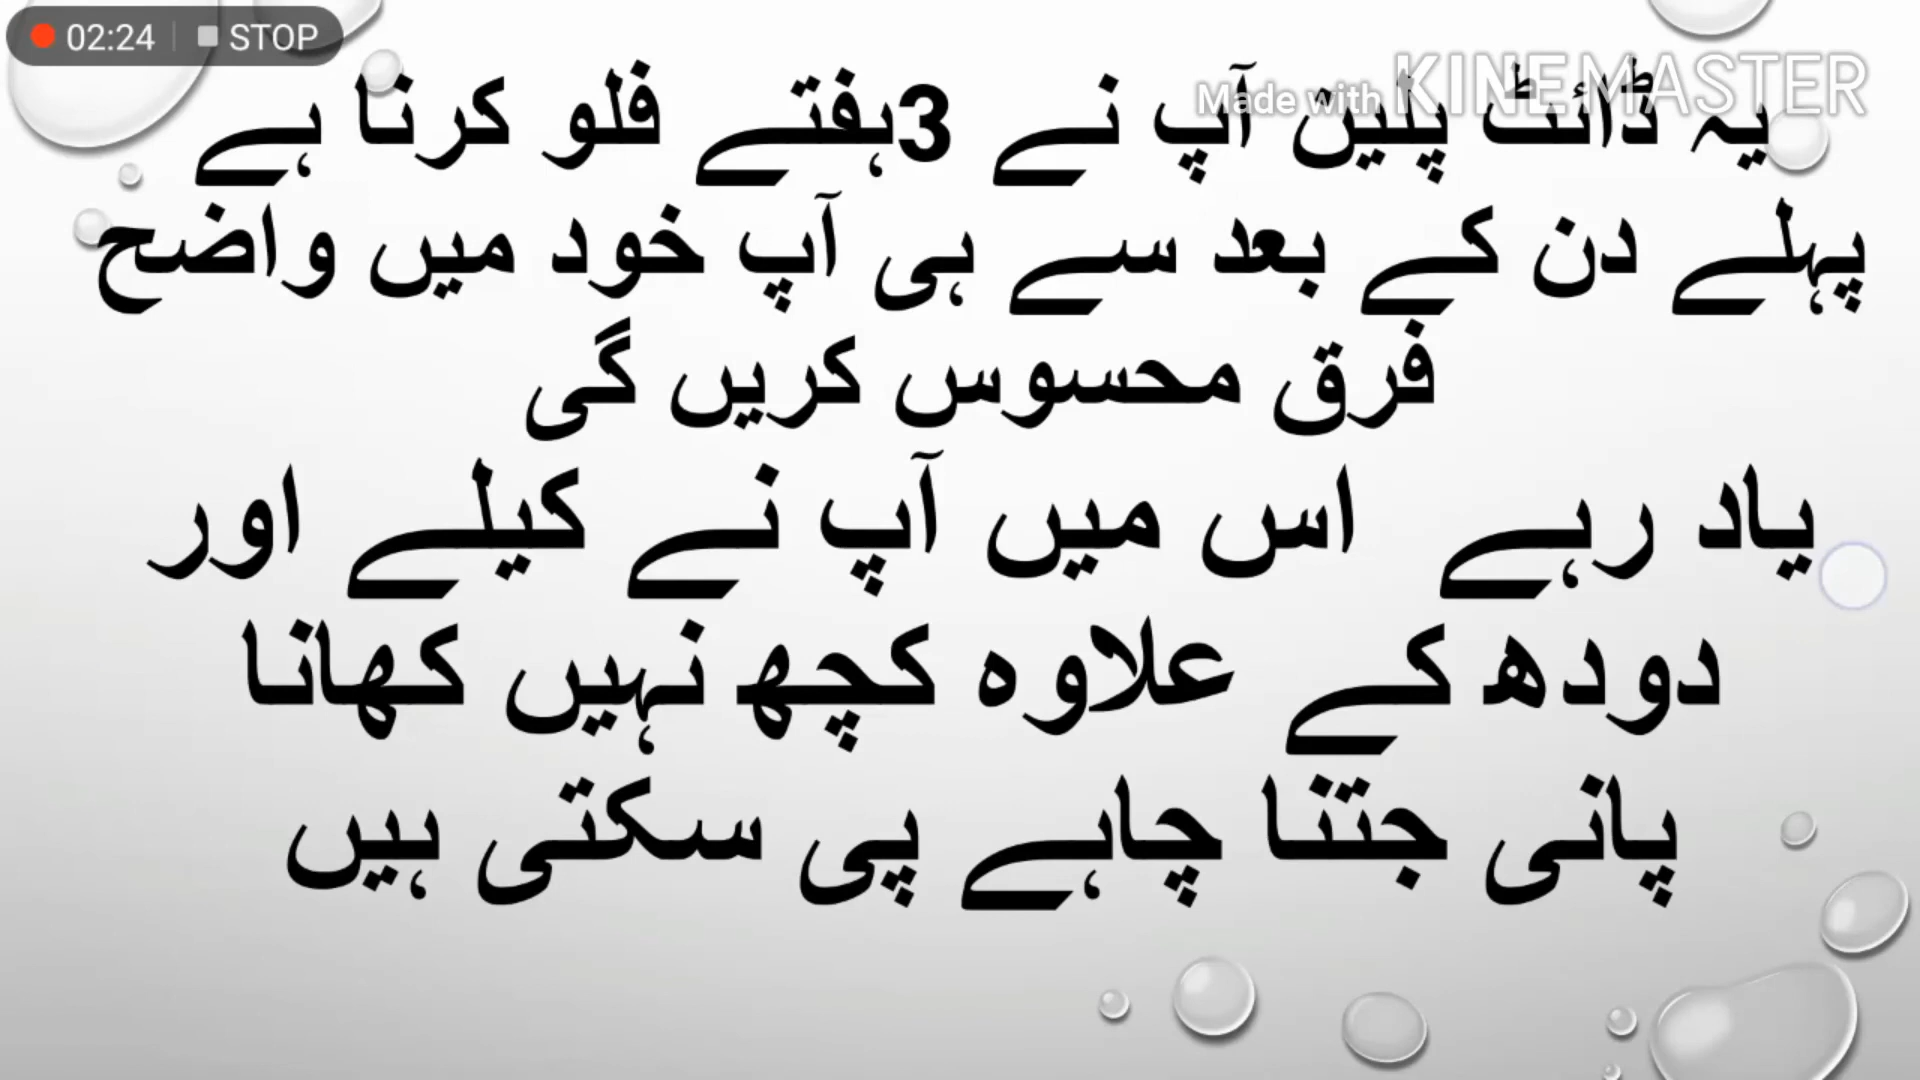 02:24 STOP
Made with KINEMASTER
یہ ڈائٹ پلین آپ نے 3ہفتے فلو کرنا ہے
پہلے دن کے بعد سے ہی آپ خود میں واضح
فرق محسوس کریں گی
یاد رہے اس میں آپ نے کیلے اور
دودھ کے علاوہ کچھ نہیں کھانا
پانی جتنا چاہے پی سکتی ہیں